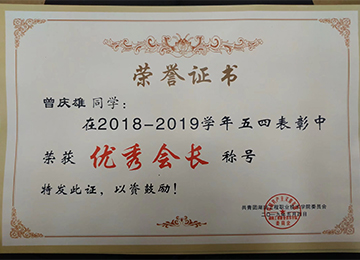 荣誉证书
曾庆雄同学:
在2018-2019学年五四表彰中
荣获 优秀会长 称号
特发此证，以资鼓励!